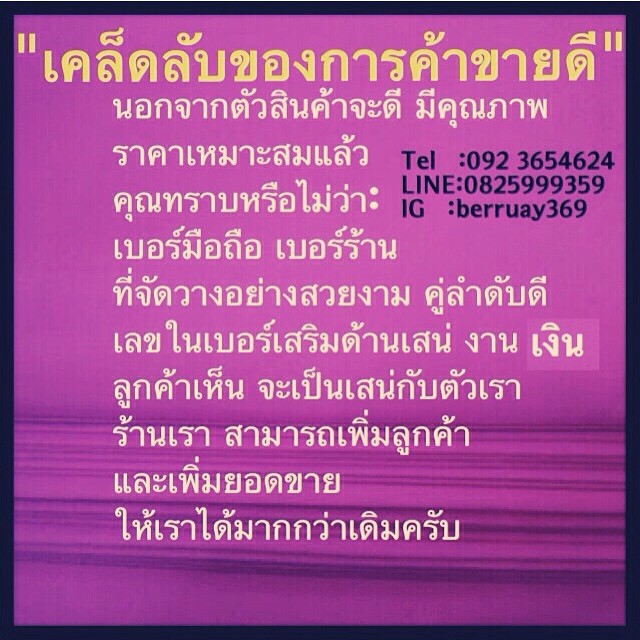 "เคล็ดลับของการค้าขายดี"
นอกจากตัวสินค้าจะดี มีคุณภาพ
ราคาเหมาะสมแล้ว
คุณทราบหรือไม่ว่า:
Tel :092 3654624
LINE:0825999359
IG :berruay369
เบอร์มือถือ เบอร์ร้าน
ที่จัดวางอย่างสวยงาม คู่ลำดับดี
เลขในเบอร์เสริมด้านเสน่ งาน เงิน
ลูกค้าเห็น จะเป็นเสน่กับตัวเรา
ร้านเรา สามารถเพิ่มลูกค้า
และเพิ่มยอดขาย
ให้เราได้มากกว่าเดิมครับ